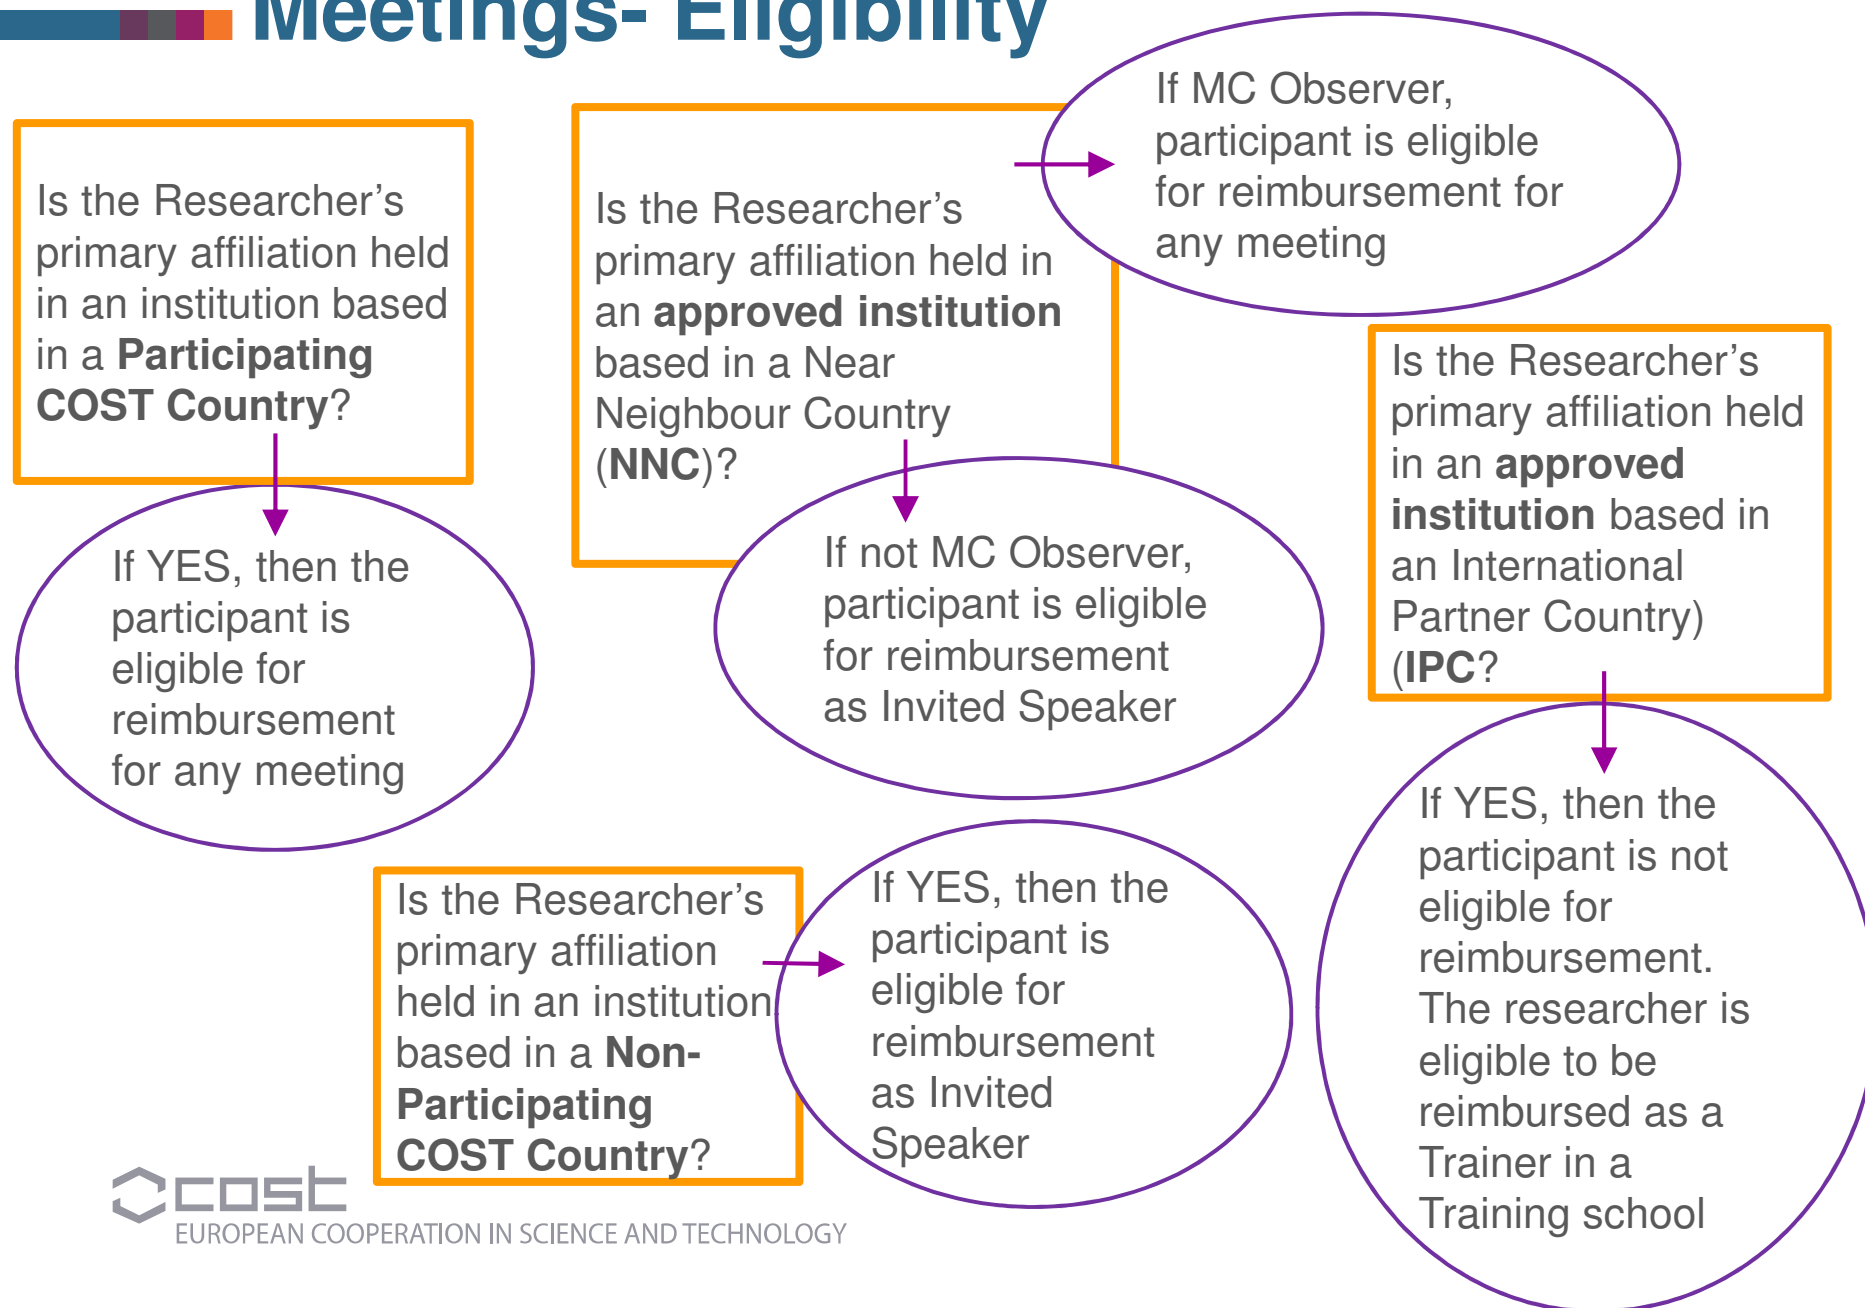 Meetings- Eligibility
Is the Researcher's
primary affiliation held
in an institution based
in a Participating
COST Country?
If YES, then the
participant is
eligible for
reimbursement
for any meeting
Is the Researcher's
primary affiliation held in
an approved institution
based in a Near
Neighbour Country
(NNC)?
If MC Observer,
participant is eligible
for reimbursement for
any meeting
If not MC Observer,
participant is eligible
for reimbursement
as Invited Speaker
Is the Researcher's
primary affiliation held
in an approved
institution based in
an International
Partner Country)
(IPC?
If YES, then the
participant is not
eligible for
reimbursement.
The researcher is
eligible to be
reimbursed as a
Trainer in a
Training school
Is the Researcher's
primary affiliation
held in an institution
based in a Non-
Participating
COST Country?
If YES, then the
participant is
eligible for
reimbursement
as Invited
Speaker
cost
EUROPEAN COOPERATION IN SCIENCE AND TECHNOLOGY